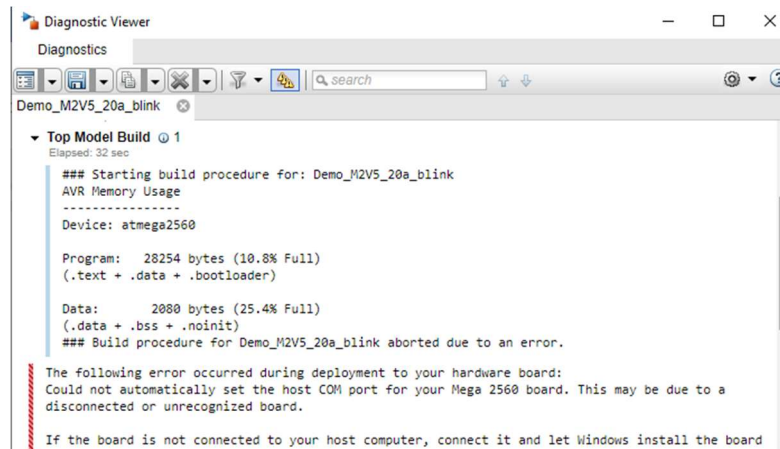 Diagnostic Viewer
Diagnostics
search
Demo_M2V5_20a_blink
Top Model Build 1
Elapsed: 32 sec
### Starting build procedure for: Demo_M2V5_20a_blink
AVR Memory Usage
----------------
Device: atmega2560
Program: 28254 bytes (10.8% Full)
(.text + .data + .bootloader)
Data: 2080 bytes (25.4% Full)
(.data + .bss + .noinit)
### Build procedure for Demo_M2V5_20a_blink aborted due to an error.
The following error occurred during deployment to your hardware board:
Could not automatically set the host COM port for your Mega 2560 board. This may be due to a
disconnected or unrecognized board.
If the board is not connected to your host computer, connect it and let Windows install the board